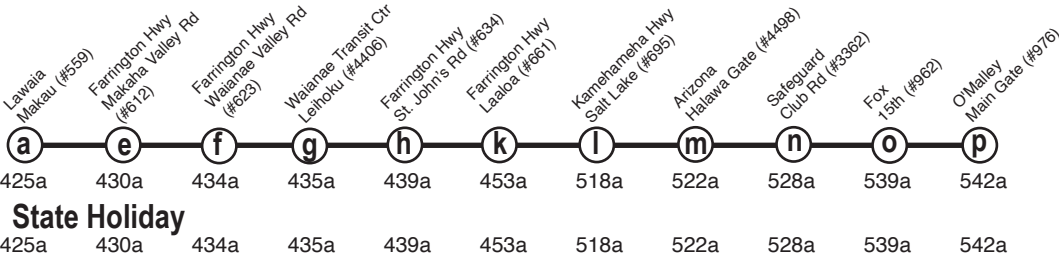 Lawaia
Makau (#559)
Farrington Hwy
Makaha Valley Rd
(#612)
Farrington Hwy
Waianae Valley Rd
(#623)
Waianae Transit Ctr
Leihoku (#4406)
Farrington Hwy
St. John's Rd (#634)
Farrington Hwy
Laaloa (#661)
Kamehameha Hwy
Salt Lake (#695)
Arizona
Halawa Gate (#4498)
Safeguard
Club Rd (#3362)
Fox
15th (#962)
O'Malley
Main Gate (#976)
a e f g h k l m n o p
425a 430a 434a 435a 439a 453a 518a 522a 528a 539a 542a
State Holiday
425a 430a 434a 435a 439a 453a 518a 522a 528a 539a 542a